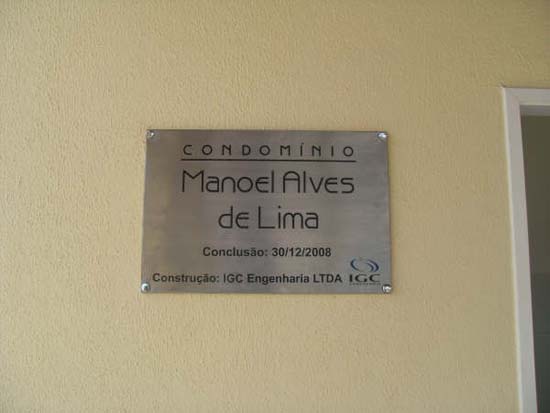 CONDOMÍNIO
Manoel Alves
de Lima
Conclusão: 30/12/2008
Construção: IGC Engenharia LTDA IGC